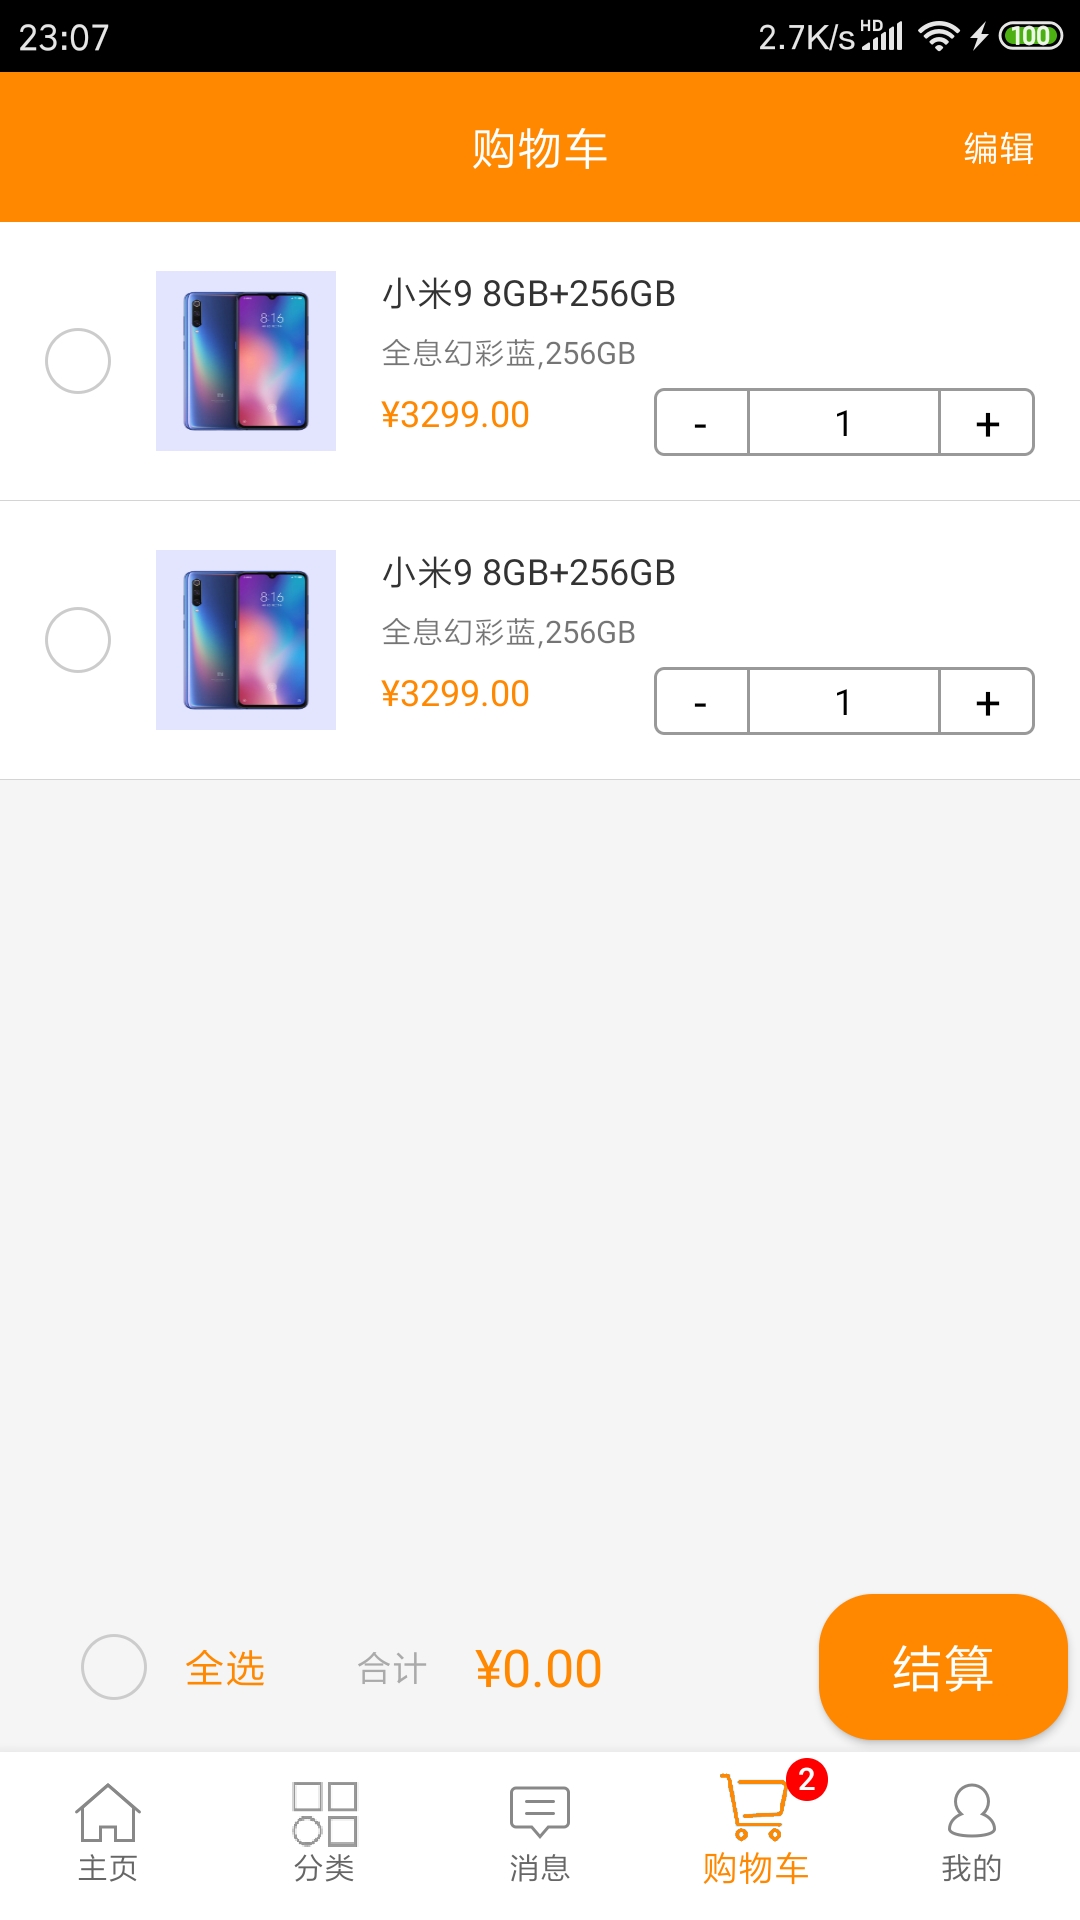 23:07 2.7K/s HD 100
购物车 编辑
8:16
小米9 8GB+256GB
全息幻彩蓝,256GB
¥3299.00 - 1 +
8:16
小米9 8GB+256GB
全息幻彩蓝,256GB
¥3299.00 - 1 +
全选 合计 ¥0.00 结算
2
主页 分类 消息 购物车 我的